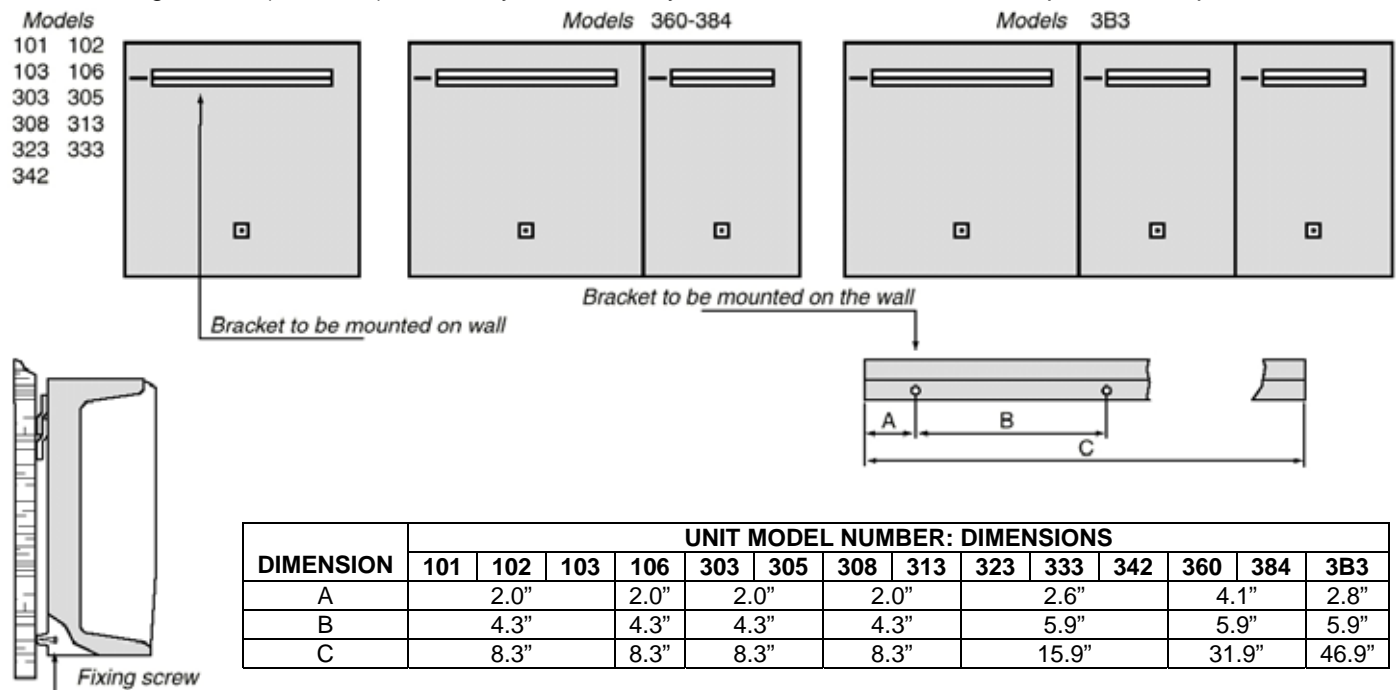 Models
101 102
103 106
303 305
308 313
323 333
342
Models 360-384
Models 3B3
Bracket to be mounted on wall
Bracket to be mounted on the wall
A
B
C
Fixing screw
UNIT MODEL NUMBER: DIMENSIONS
DIMENSION 101 102 103 106 303 305 308 313 323 333 342 360 384 3B3
A 2.0” 2.0” 2.0” 2.0” 2.6” 4.1” 2.8”
B 4.3” 4.3” 4.3” 4.3” 5.9” 5.9” 5.9”
C 8.3” 8.3” 8.3” 8.3” 15.9” 31.9” 46.9”